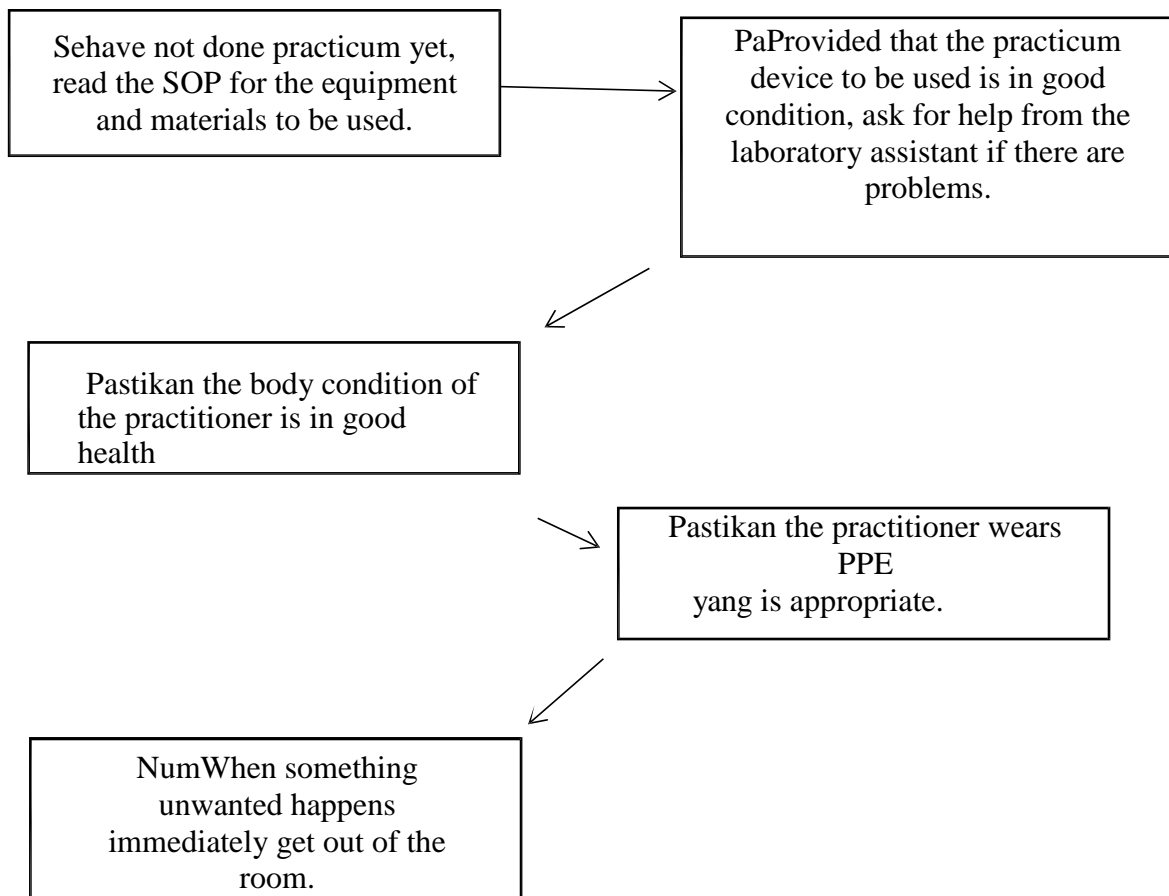 Sehave not done practicum yet,
read the SOP for the equipment
and materials to be used.
PaProvided that the practicum
device to be used is in good
condition, ask for help from the
laboratory assistant if there are
problems.
Pastikan the body condition of
the practitioner is in good
health
Pastikan the practitioner wears
PPE
yang is appropriate.
NumWhen something
unwanted happens
immediately get out of the
room.